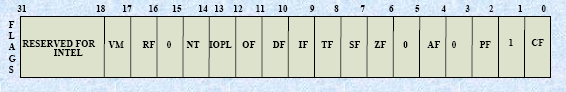 31 18 17 16 15 14 13 12 11 10 9 8 7 6 5 4 3 2 1 0
FLAGS
RESERVED FOR INTEL VM RF 0 NT IOPL OF DF IF TF SF ZF 0 AF 0 PF 1 CF